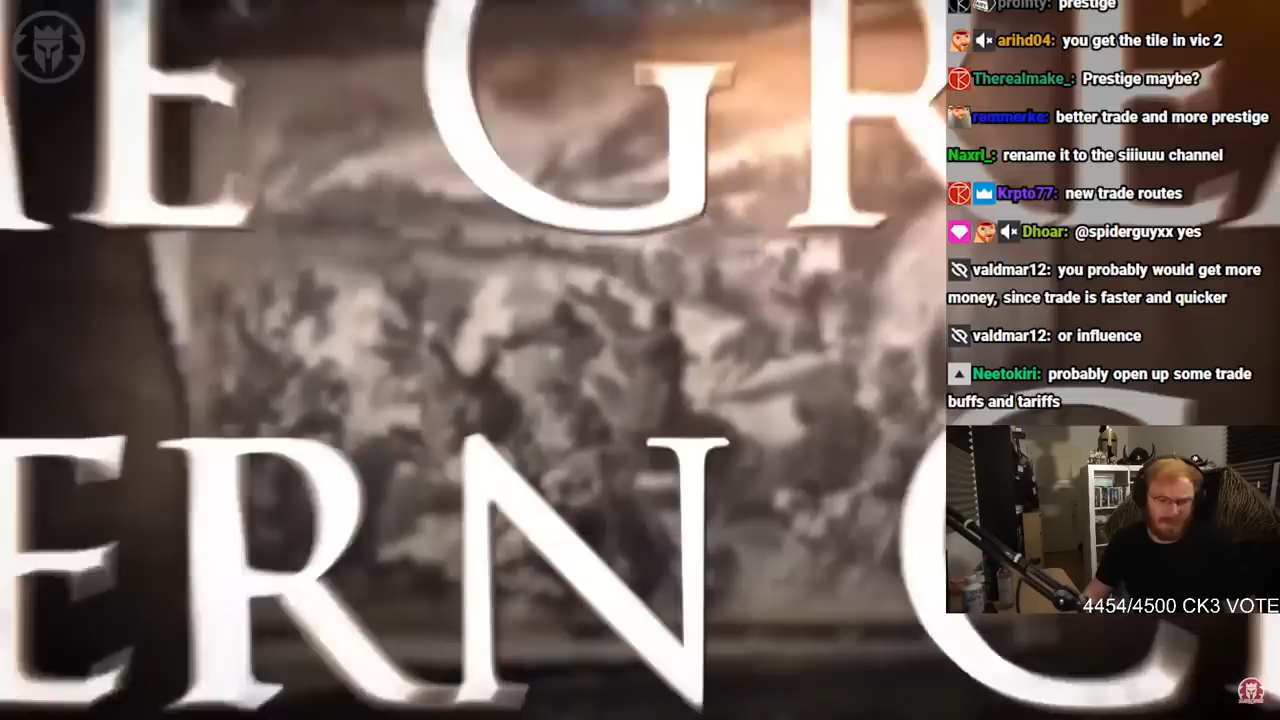 E GRE
prointy: prestige
arihd04: you get the tile in vic 2
Therealmake_: Prestige maybe?
rammerke: better trade and more prestige
Naxrl_: rename it to the siiiuuu channel
Krpto77: new trade routes
Dhoar: @spiderguyxx yes
valdmar12: you probably would get more
money, since trade is faster and quicker
valdmar12: or influence
Neetokiri: probably open up some trade
buffs and tariffs
ERN C
4454/4500 CK3 VOTE
SUBSCRIBE